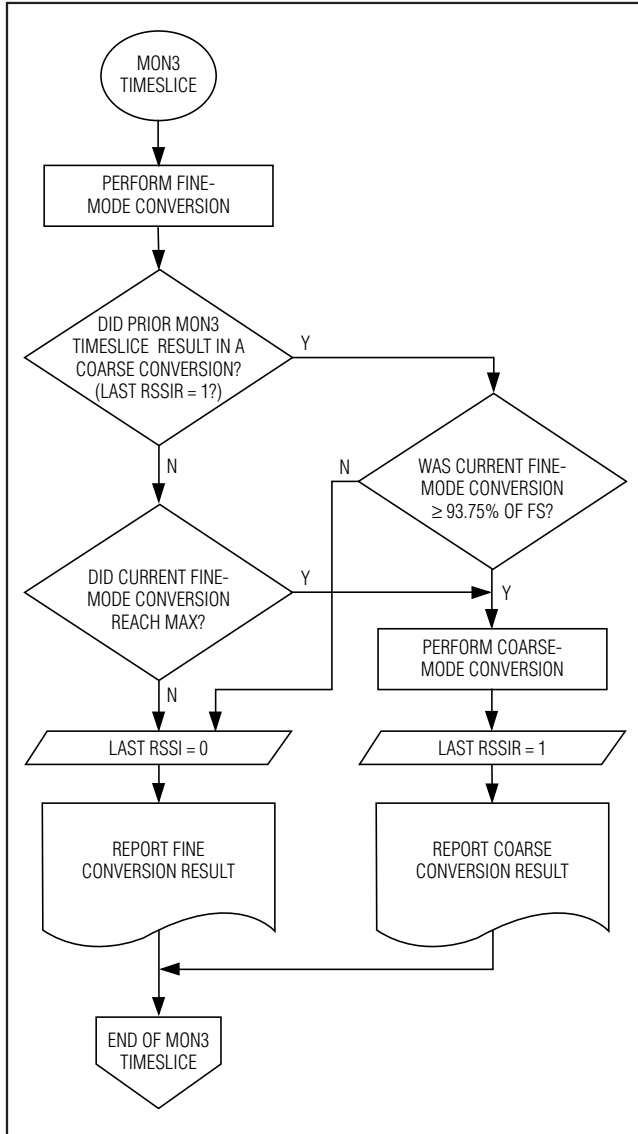 MON3
TIMESLICE
PERFORM FINE-
MODE CONVERSION
DID PRIOR MON3
TIMESLICE RESULT IN A
COARSE CONVERSION?
(LAST RSSIR = 1?)
Y
N
WAS CURRENT FINE-
MODE CONVERSION
≥ 93.75% OF FS?
N
Y
DID CURRENT FINE-
MODE CONVERSION
REACH MAX?
Y
N
PERFORM COARSE-
MODE CONVERSION
LAST RSSI = 0
LAST RSSIR = 1
REPORT FINE
CONVERSION RESULT
REPORT COARSE
CONVERSION RESULT
END OF MON3
TIMESLICE